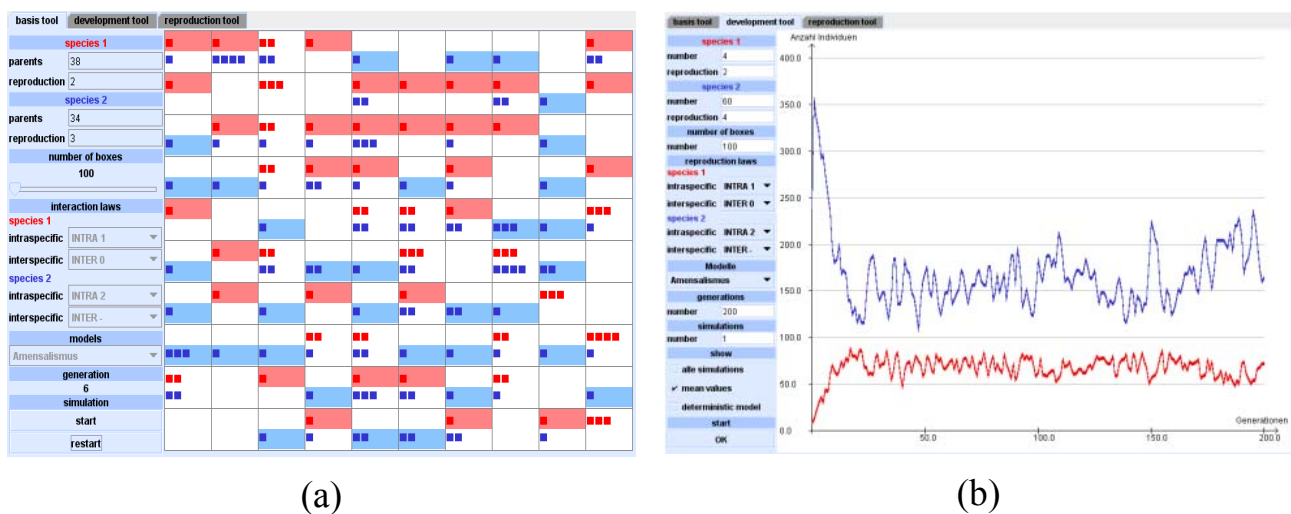 basis tool development tool reproduction tool
species 1
parents 38
reproduction 2
species 2
parents 34
reproduction 3
number of boxes
100
interaction laws
species 1
intraspecific INTRA 1
interspecific INTER 0
species 2
intraspecific INTRA 2
interspecific INTER -
models
Amensalismus
generation
6
simulation
start
restart
(a)
basis tool development tool reproduction tool
species 1
number 4
reproduction 2
species 2
number 60
reproduction 4
number of boxes
number 100
reproduction laws
species 1
intraspecific INTRA 1
interspecific INTER 0
species 2
intraspecific INTRA 2
interspecific INTER -
Modelle
Amensalismus
generations
number 200
simulations
number 1
show
alle simulations
mean values
deterministic model
start
OK
Anzahl Individuen
400.0
350.0
300.0
250.0
200.0
150.0
100.0
50.0
0.0
Generationen
50.0 100.0 150.0 200.0
(b)